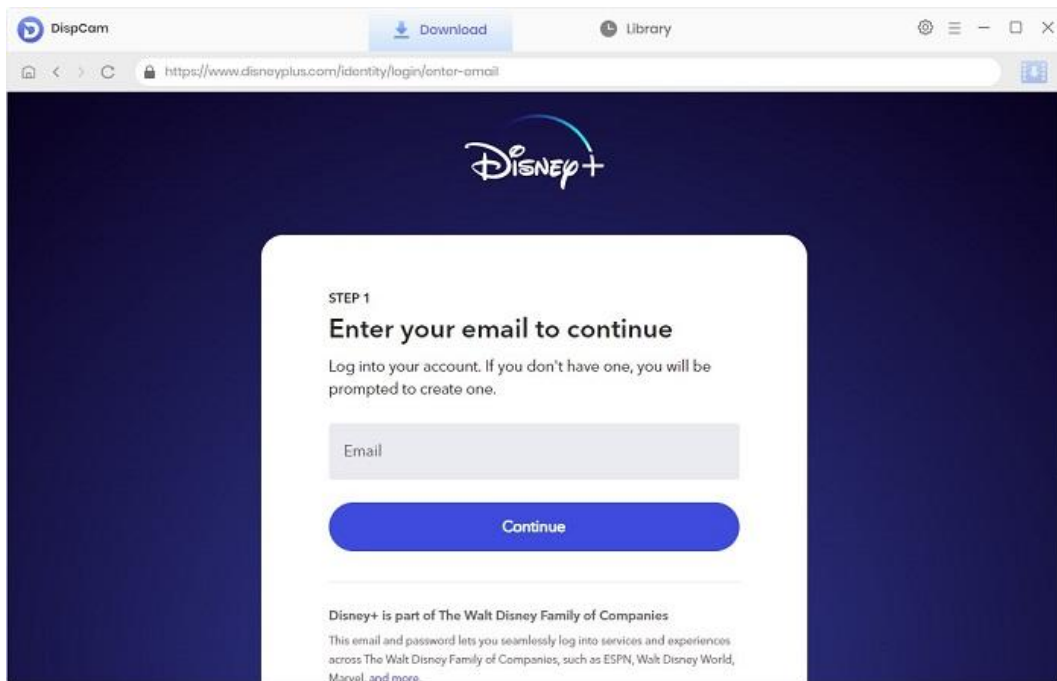 DispCam
Download
Library
https://www.disneyplus.com/identity/login/enter-email
Disney+
STEP 1
Enter your email to continue
Log into your account. If you don't have one, you will be
prompted to create one.
Email
Continue
Disney+ is part of The Walt Disney Family of Companies
This email and password lets you seamlessly log into services and experiences
across The Walt Disney Family of Companies, such as ESPN, Walt Disney World,
Marvel, and more.